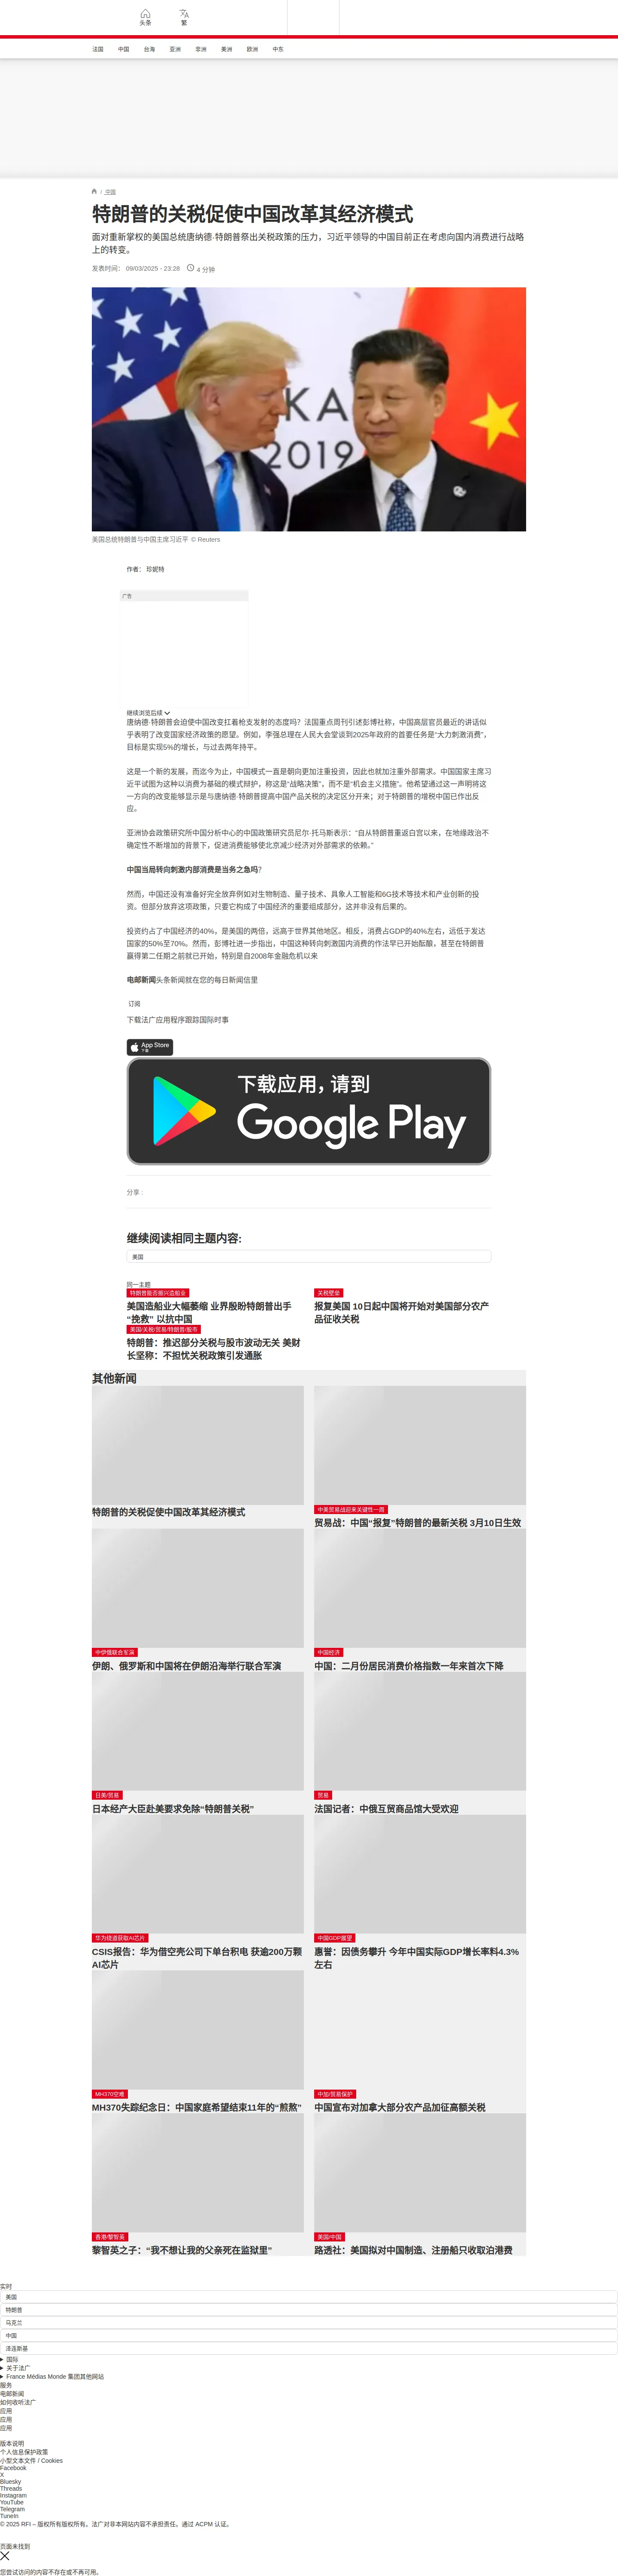 头条
繁
法国 中国 台海 亚洲 非洲 美洲 欧洲 中东
/ 中国
特朗普的关税促使中国改革其经济模式
面对重新掌权的美国总统唐纳德·特朗普祭出关税政策的压力，习近平领导的中国目前正在考虑向国内消费进行战略
上的转变。
发表时间： 09/03/2025 - 23:28 4 分钟
KA
2019
美国总统特朗普与中国主席习近平 © Reuters
作者： 珍妮特
广告
继续浏览后续
唐纳德·特朗普会迫使中国改变扛着枪支发射的态度吗？法国重点周刊引述彭博社称，中国高层官员最近的讲话似
乎表明了改变国家经济政策的愿望。例如，李强总理在人民大会堂谈到2025年政府的首要任务是“大力刺激消费”，
目标是实现5%的增长，与过去两年持平。
这是一个新的发展，而迄今为止，中国模式一直是朝向更加注重投资，因此也就加注重外部需求。中国国家主席习
近平试图为这种以消费为基础的模式辩护，称这是“战略决策”，而不是“机会主义措施”。他希望通过这一声明将这
一方向的改变能够显示是与唐纳德·特朗普提高中国产品关税的决定区分开来；对于特朗普的增税中国已作出反
应。
亚洲协会政策研究所中国分析中心的中国政策研究员尼尔·托马斯表示：“自从特朗普重返白宫以来，在地缘政治不
确定性不断增加的背景下，促进消费能够使北京减少经济对外部需求的依赖。”
中国当局转向刺激内部消费是当务之急吗？
然而，中国还没有准备好完全放弃例如对生物制造、量子技术、具象人工智能和6G技术等技术和产业创新的投
资。但部分放弃这项政策，只要它构成了中国经济的重要组成部分，这并非没有后果的。
投资约占了中国经济的40%，是美国的两倍，远高于世界其他地区。相反，消费占GDP的40%左右，远低于发达
国家的50%至70%。然而，彭博社进一步指出，中国这种转向刺激国内消费的作法早已开始酝酿，甚至在特朗普
赢得第二任期之前就已开始，特别是自2008年金融危机以来
电邮新闻头条新闻就在您的每日新闻信里
订阅
下载法广应用程序跟踪国际时事
App Store
下载
下载应用，请到
Google Play
分享 :
继续阅读相同主题内容:
美国
同一主题
特朗普能否振兴造船业
美国造船业大幅萎缩 业界殷盼特朗普出手
“挽救” 以抗中国
关税壁垒
报复美国 10日起中国将开始对美国部分农产
品征收关税
美国/关税/贸易/特朗普/股市
特朗普：推迟部分关税与股市波动无关 美财
长坚称：不担忧关税政策引发通胀
其他新闻
特朗普的关税促使中国改革其经济模式
中美贸易战迎来关键性一周
贸易战：中国“报复”特朗普的最新关税 3月10日生效
中伊俄联合军演
伊朗、俄罗斯和中国将在伊朗沿海举行联合军演
中国经济
中国：二月份居民消费价格指数一年来首次下降
日美/贸易
日本经产大臣赴美要求免除“特朗普关税”
贸易
法国记者：中俄互贸商品馆大受欢迎
华为绕道获取AI芯片
CSIS报告：华为借空壳公司下单台积电 获逾200万颗
AI芯片
中国GDP展望
惠誉：因债务攀升 今年中国实际GDP增长率料4.3%
左右
MH370空难
MH370失踪纪念日：中国家庭希望结束11年的“煎熬”
中加/贸易保护
中国宣布对加拿大部分农产品加征高额关税
香港/黎智英
黎智英之子：“我不想让我的父亲死在监狱里”
美国/中国
路透社：美国拟对中国制造、注册船只收取泊港费
实时
美国
特朗普
乌克兰
中国
泽连斯基
国际
关于法广
France Médias Monde 集团其他网站
服务
电邮新闻
如何收听法广
应用
应用
应用
版本说明
个人信息保护政策
小型文本文件 / Cookies
Facebook
X
Bluesky
Threads
Instagram
YouTube
Telegram
TuneIn
© 2025 RFI – 版权所有版权所有。法广对非本网站内容不承担责任。通过 ACPM 认证。
页面未找到
您尝试访问的内容不存在或不再可用。